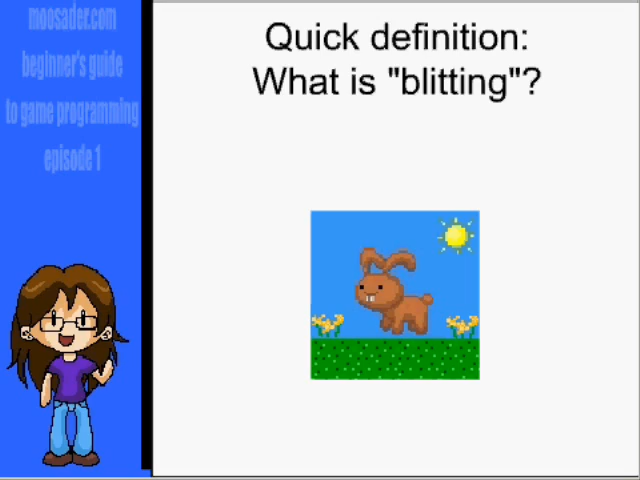 moosader.com
beginner's guide
to game programming
episode 1
Quick definition:
What is "blitting"?